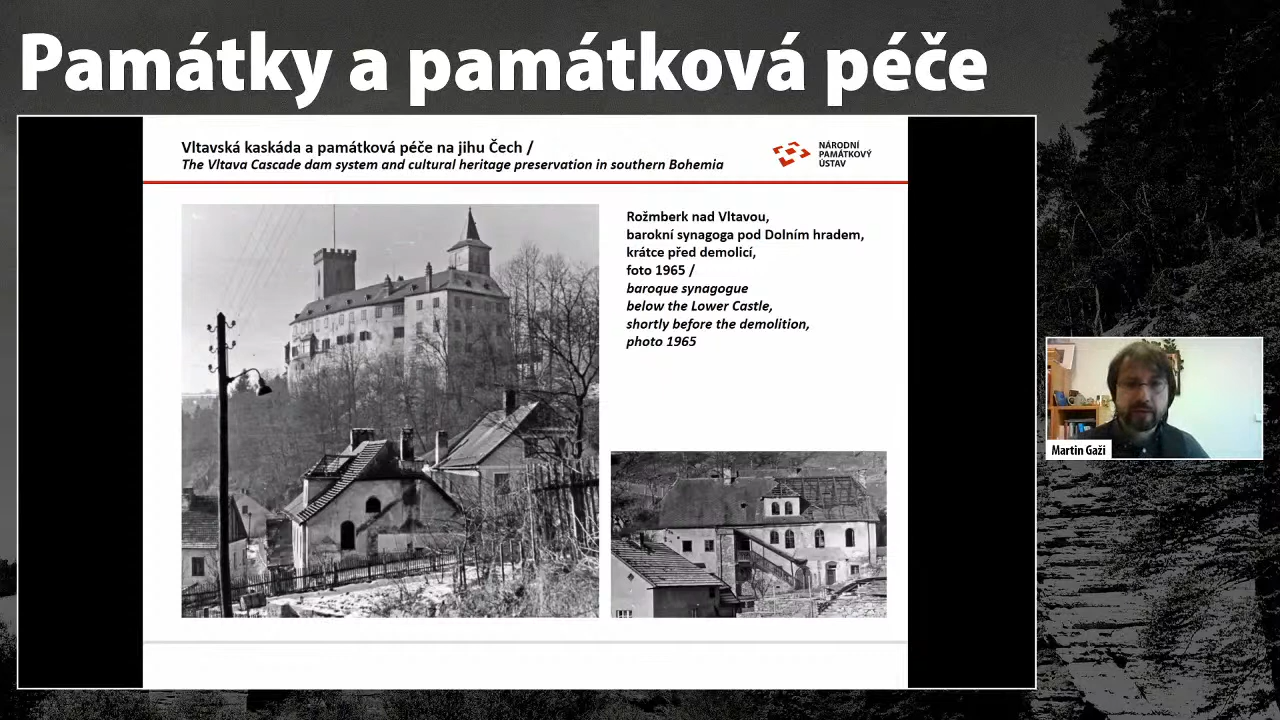 Památky a památková péče
Vltavská kaskáda a památková péče na jihu Čech /
The Vltava Cascade dam system and cultural heritage preservation in southern Bohemia
NÁRODNÍ
PAMÁTKOVÝ
ÚSTAV
Rožmberk nad Vltavou,
barokní synagoga pod Dolním hradem,
krátce před demolicí,
foto 1965 /
baroque synagogue
below the Lower Castle,
shortly before the demolition,
photo 1965
Martin Gaži